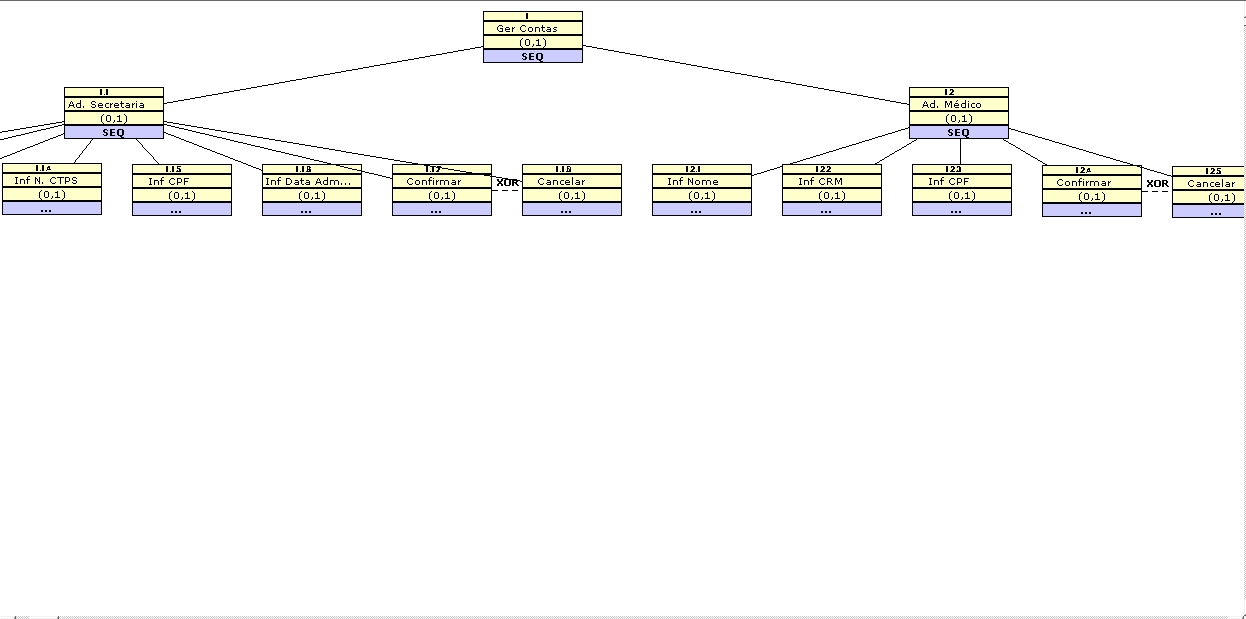 1
Ger Contas
(0,1)
SEQ
1.1
Ad. Secretaria
(0,1)
SEQ
1.2
Ad. Médico
(0,1)
SEQ
1.1.4
Inf N. CTPS
(0,1)
...
1.1.5
Inf CPF
(0,1)
...
1.1.6
Inf Data Adm...
(0,1)
...
1.1.7
Confirmar
(0,1)
...
XOR
1.1.8
Cancelar
(0,1)
...
1.2.1
Inf Nome
(0,1)
...
1.2.2
Inf CRM
(0,1)
...
1.2.3
Inf CPF
(0,1)
...
1.2.4
Confirmar
(0,1)
...
XOR
1.2.5
Cancelar
(0,1)
...